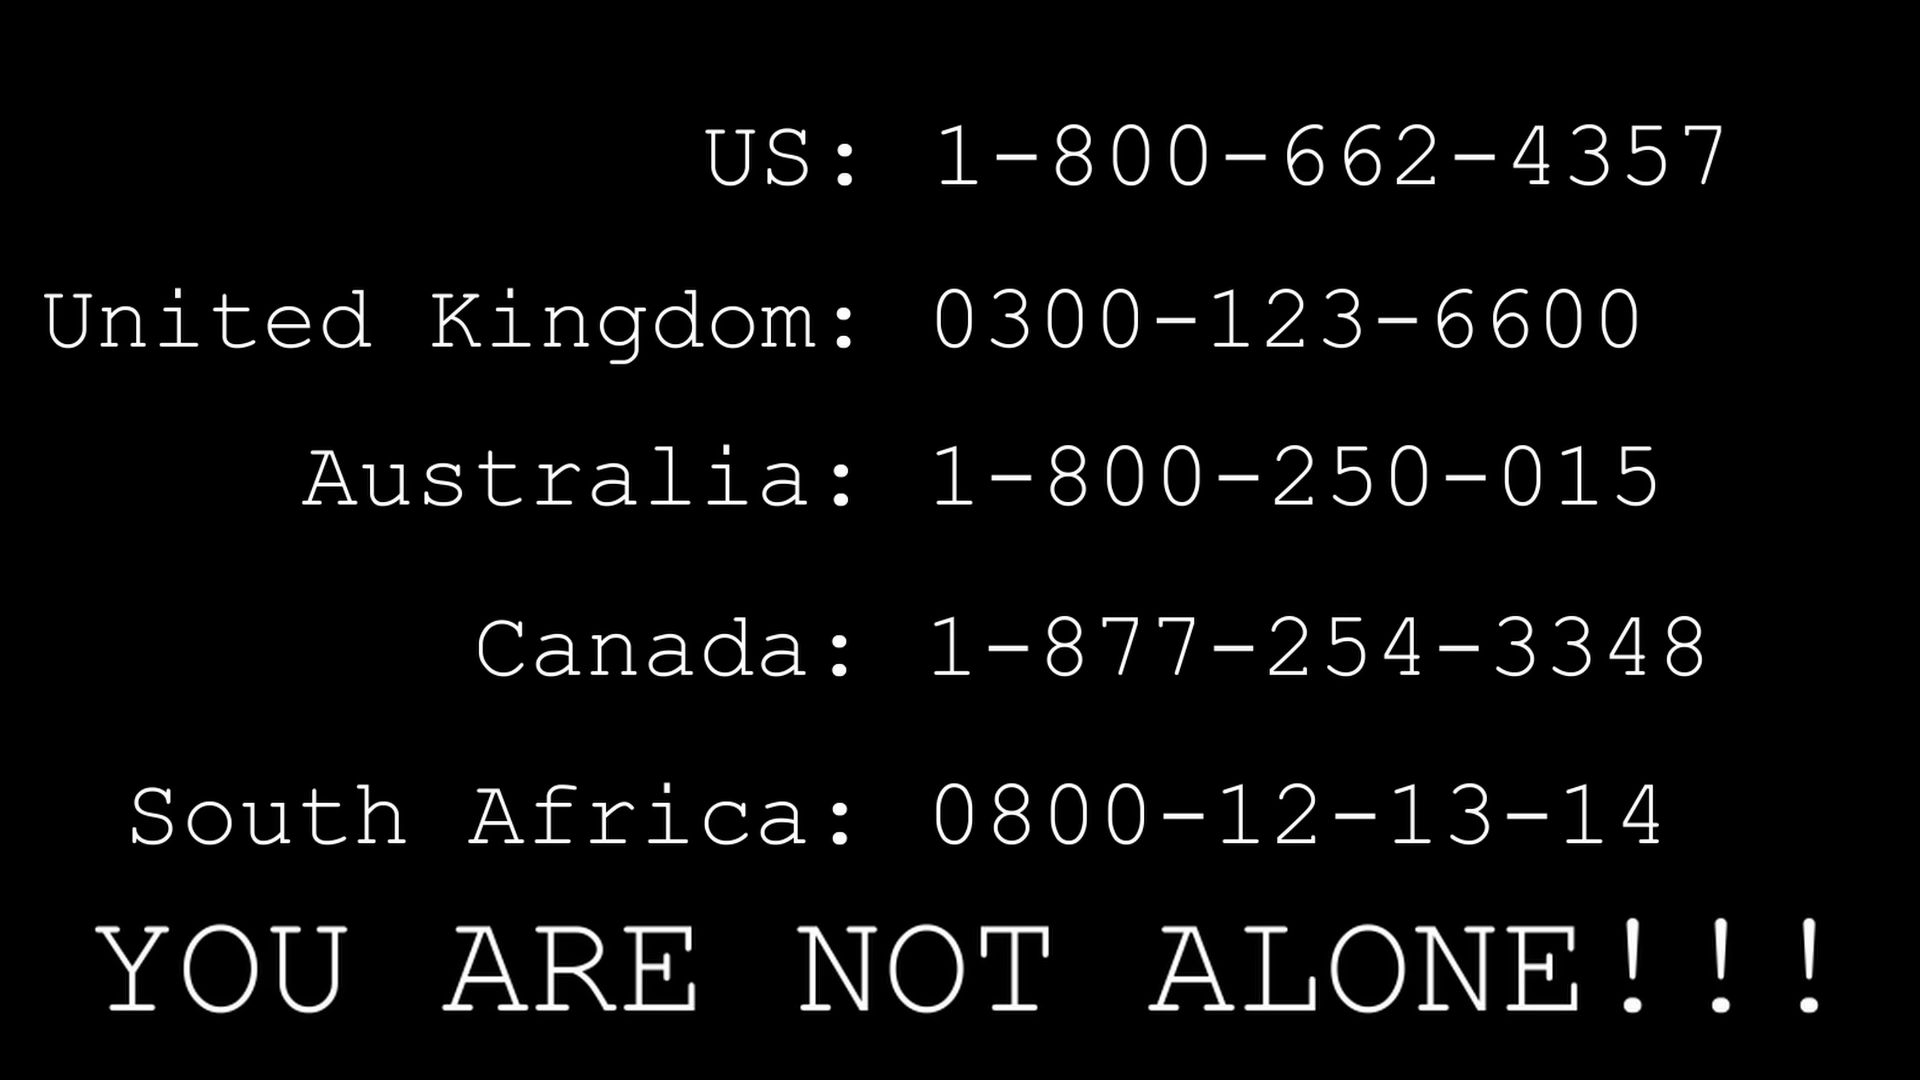 US: 1-800-662-4357
United Kingdom: 0300-123-6600
Australia: 1-800-250-015
Canada: 1-877-254-3348
South Africa: 0800-12-13-14
YOU ARE NOT ALONE!!!